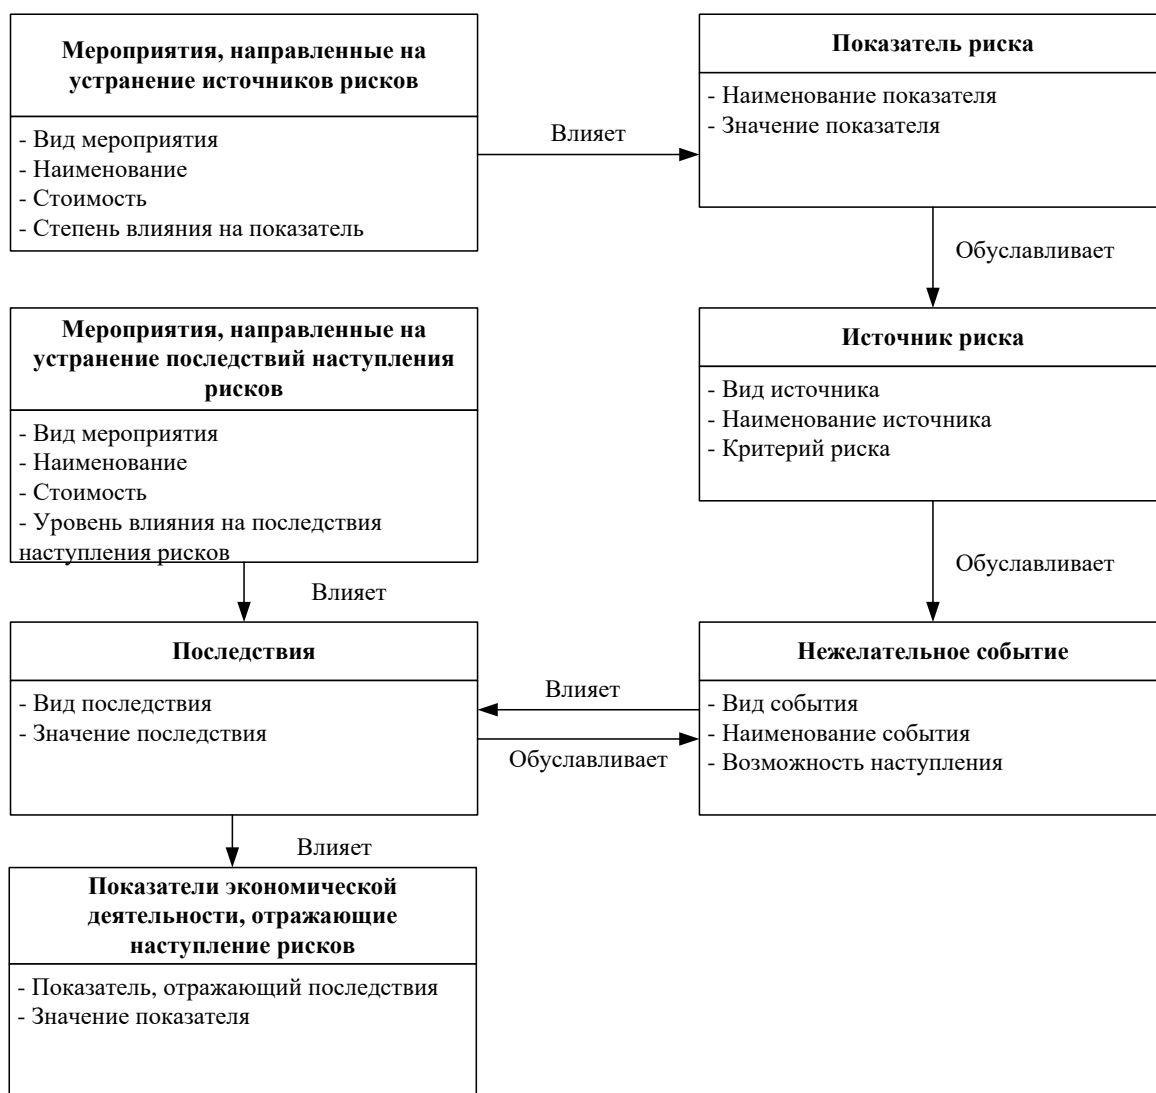 Мероприятия, направленные на
устранение источников рисков
- Вид мероприятия
- Наименование
- Стоимость
- Степень влияния на показатель
Влияет
Показатель риска
- Наименование показателя
- Значение показателя
Обуславливает
Мероприятия, направленные на
устранение последствий наступления
рисков
- Вид мероприятия
- Наименование
- Стоимость
- Уровень влияния на последствия
наступления рисков
Влияет
Источник риска
- Вид источника
- Наименование источника
- Критерий риска
Обуславливает
Последствия
- Вид последствия
- Значение последствия
Влияет
Обуславливает
Нежелательное событие
- Вид события
- Наименование события
- Возможность наступления
Влияет
Показатели экономической
деятельности, отражающие
наступление рисков
- Показатель, отражающий последствия
- Значение показателя